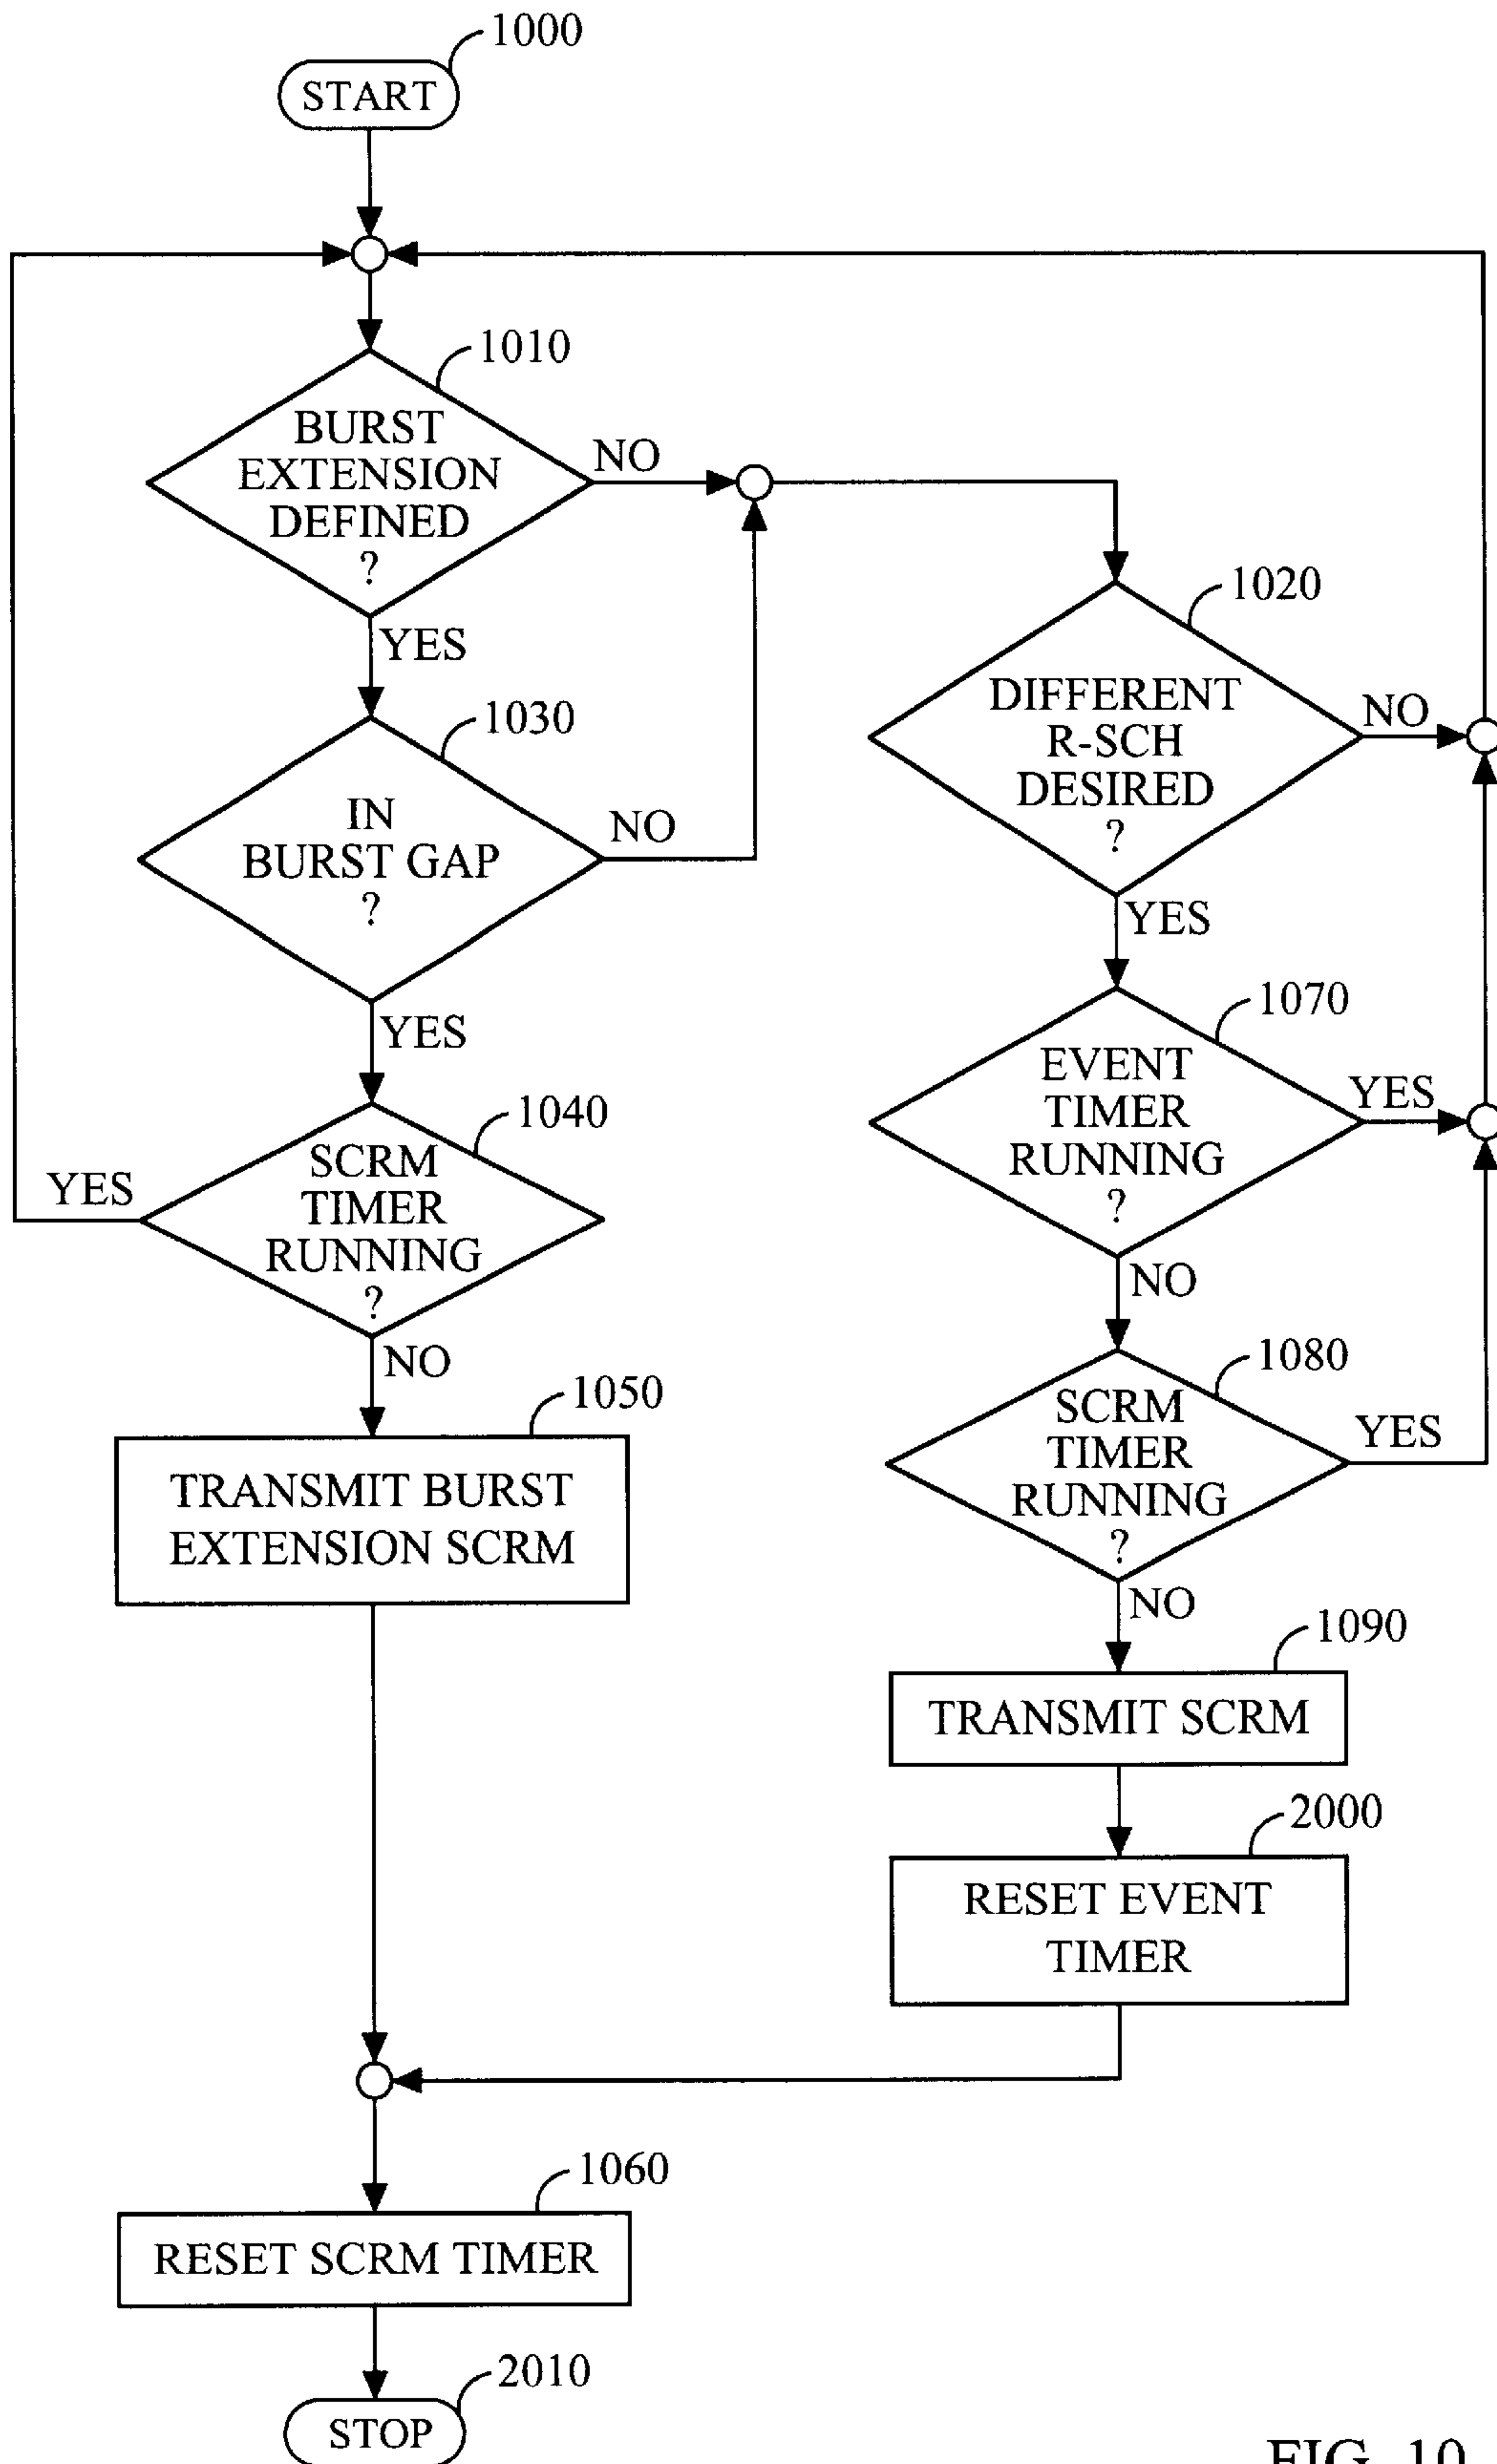 1000
START
1010
BURST
EXTENSION
DEFINED
?
NO
YES
1020
DIFFERENT
R-SCH
DESIRED
?
NO
YES
1030
IN
BURST GAP
?
NO
YES
1070
EVENT
TIMER
RUNNING
?
YES
NO
1040
SCRM
TIMER
RUNNING
?
YES
NO
1080
SCRM
TIMER
RUNNING
?
YES
NO
1050
TRANSMIT BURST
EXTENSION SCRM
1090
TRANSMIT SCRM
2000
RESET EVENT
TIMER
1060
RESET SCRM TIMER
2010
STOP
FIG. 10